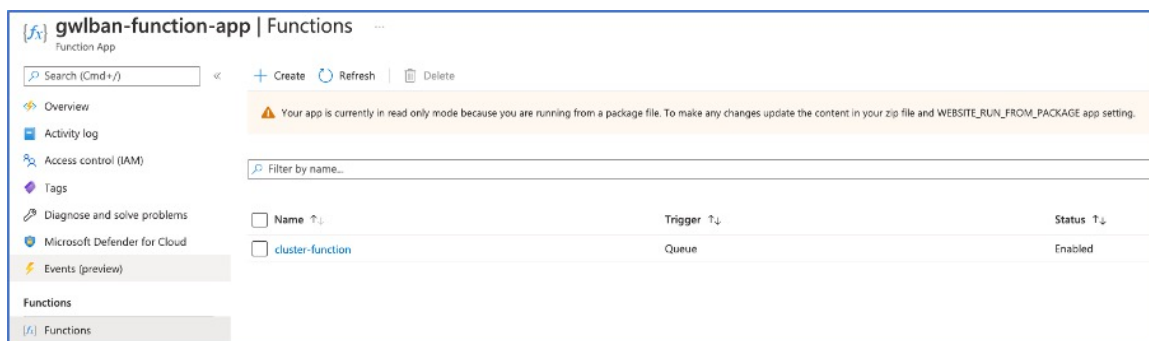 gwlban-function-app | Functions ...
Function App
Search (Cmd+/)
«
Create
Refresh
Delete
Overview
Activity log
Access control (IAM)
Tags
Diagnose and solve problems
Microsoft Defender for Cloud
Events (preview)
Functions
Functions
Your app is currently in read only mode because you are running from a package file. To make any changes update the content in your zip file and WEBSITE_RUN_FROM_PACKAGE app setting.
Filter by name...
Name ↑↓ Trigger ↑↓ Status ↑↓
cluster-function Queue Enabled